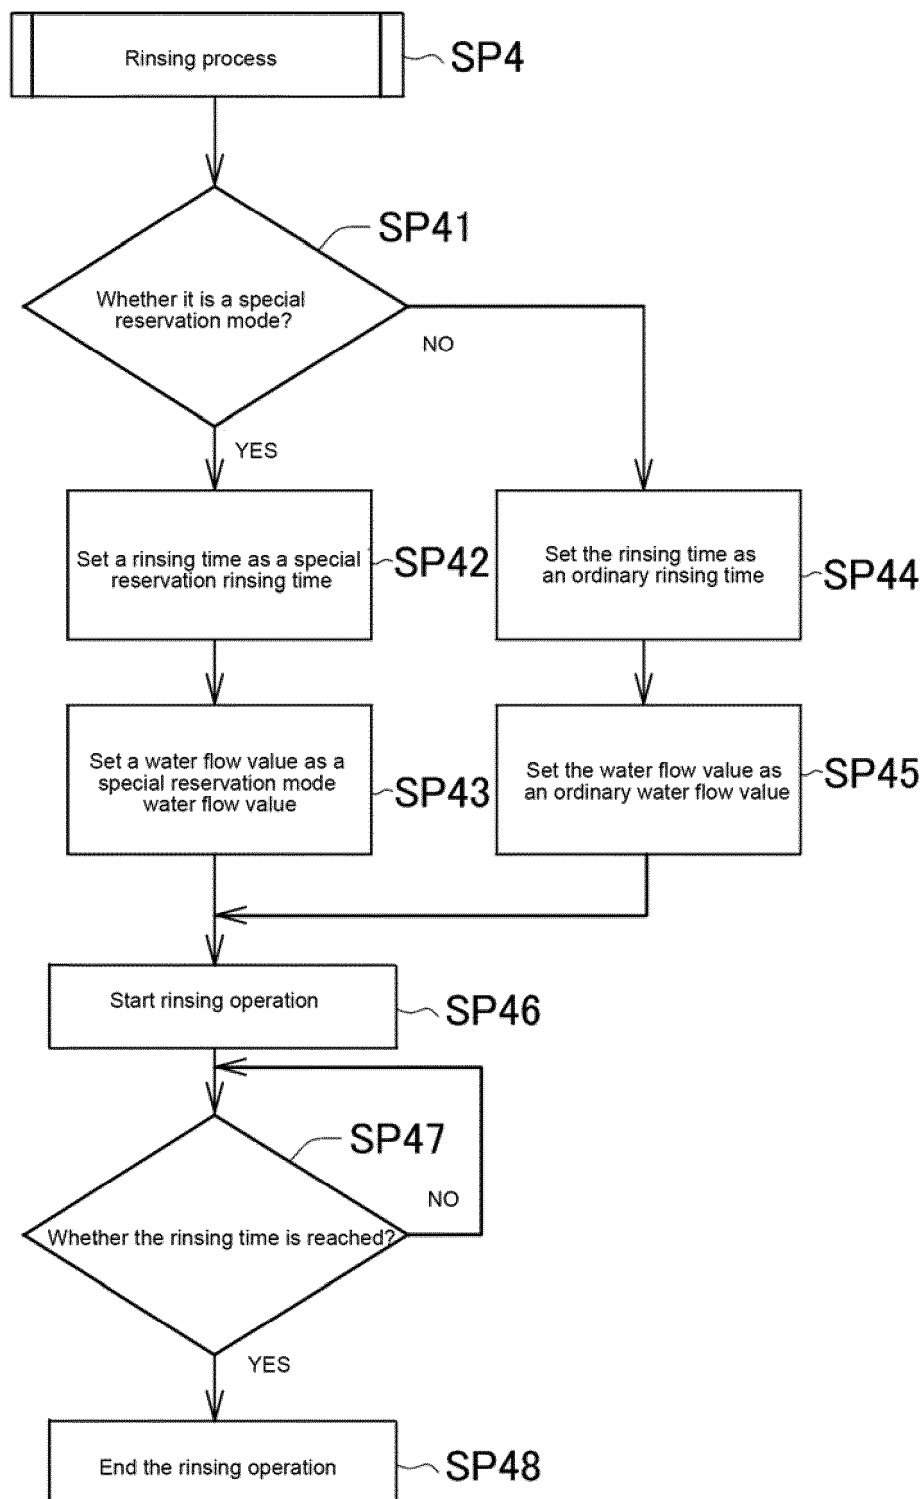 Rinsing process
SP4
SP41
Whether it is a special
reservation mode?
NO
YES
Set a rinsing time as a special
reservation rinsing time
SP42
Set the rinsing time as
an ordinary rinsing time
SP44
Set a water flow value as a
special reservation mode
water flow value
SP43
Set the water flow value as
an ordinary water flow value
SP45
Start rinsing operation
SP46
SP47
NO
Whether the rinsing time is reached?
YES
End the rinsing operation
SP48